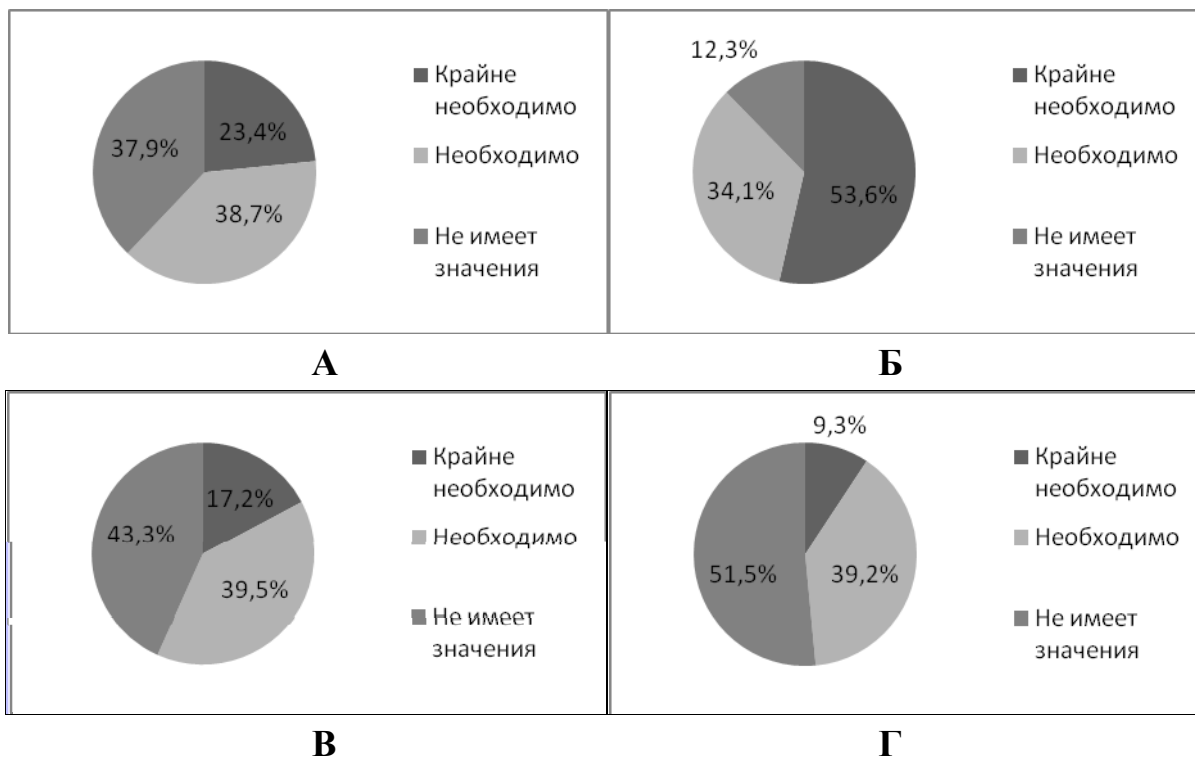 23,4%
38,7%
37,9%
Крайне
необходимо
Необходимо
Не имеет
значения
А
12,3%
34,1%
53,6%
Крайне
необходимо
Необходимо
Не имеет
значения
Б
17,2%
43,3%
39,5%
Крайне
необходимо
Необходимо
Не имеет
значения
В
9,3%
51,5%
39,2%
Крайне
необходимо
Необходимо
Не имеет
значения
Г